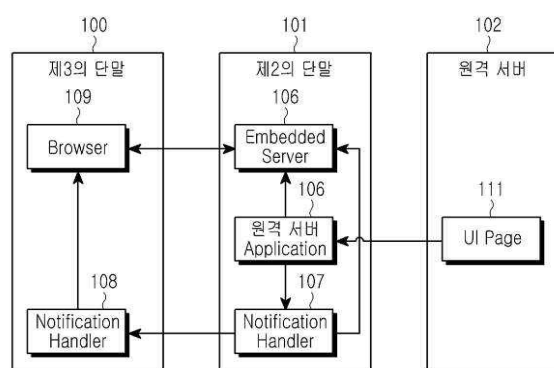 100
101
102
제3의 단말
제2의 단말
원격 서버
109
106
Browser
Embedded
Server
106
111
원격 서버
Application
UI Page
108
107
Notification
Handler
Notification
Handler